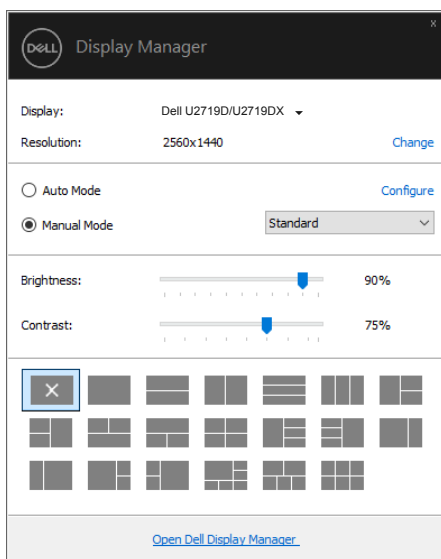 x
DELL Display Manager
Display: Dell U2719D/U2719DX
Resolution: 2560x1440 Change
Auto Mode Configure
Manual Mode Standard
Brightness: 90%
Contrast: 75%
Open Dell Display Manager